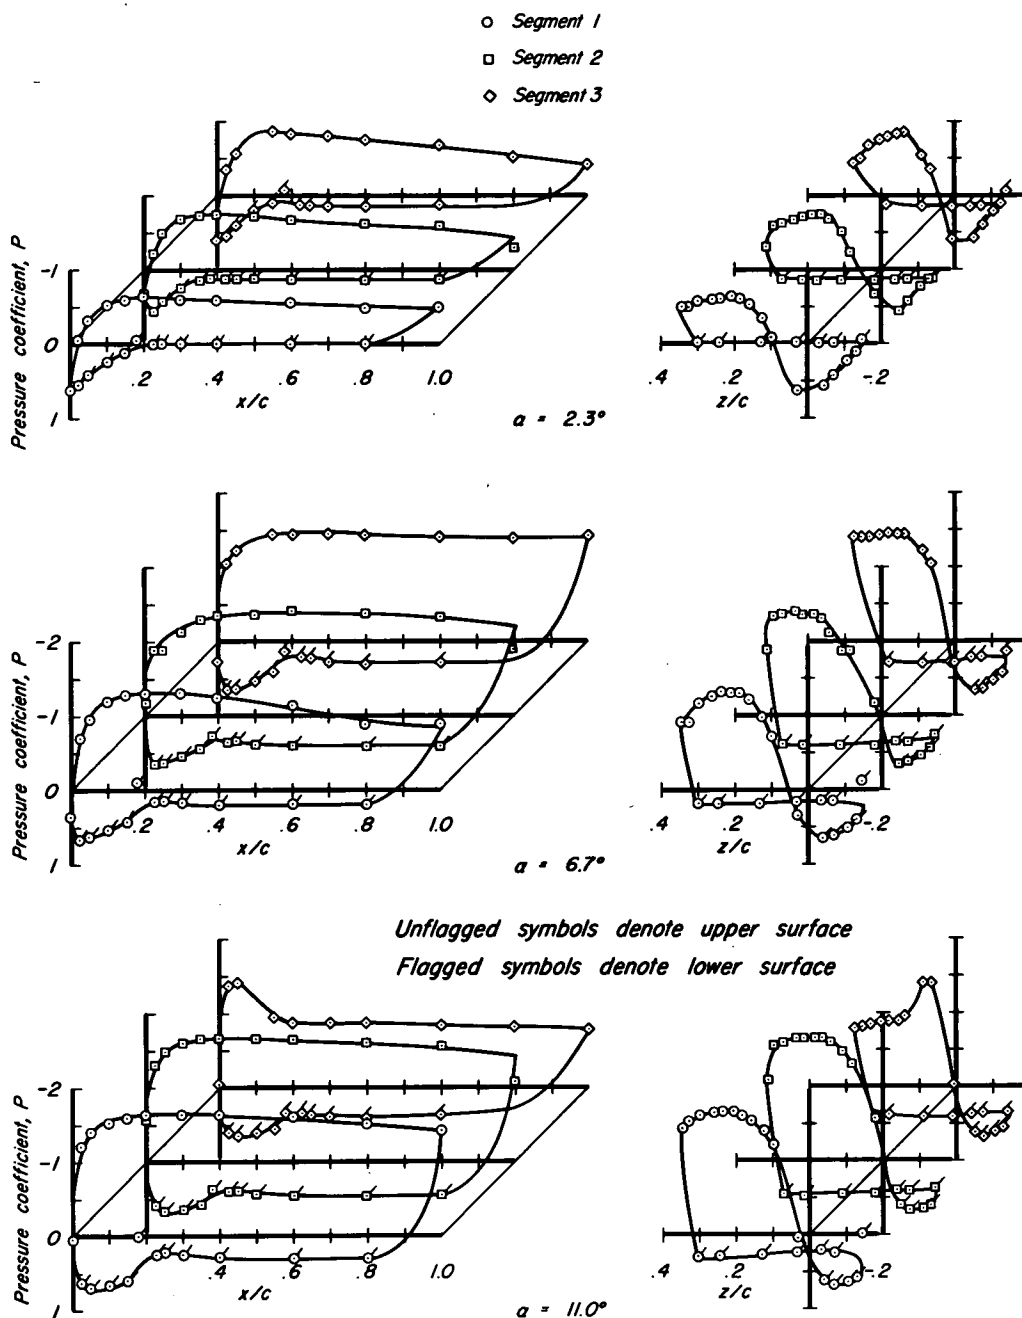 Segment 1
Segment 2
Segment 3
Pressure coefficient, P
-1
0
1
.2 .4 .6 .8 1.0
x/c
a = 2.3°
.4 .2 -.2
z/c
Pressure coefficient, P
-2
-1
0
1
.2 .4 .6 .8 1.0
x/c
a = 6.7°
.4 .2 -.2
z/c
Unflagged symbols denote upper surface
Flagged symbols denote lower surface
Pressure coefficient, P
-2
-1
0
1
.2 .4 .6 .8 1.0
x/c
a = 11.0°
.4 .2 -.2
z/c